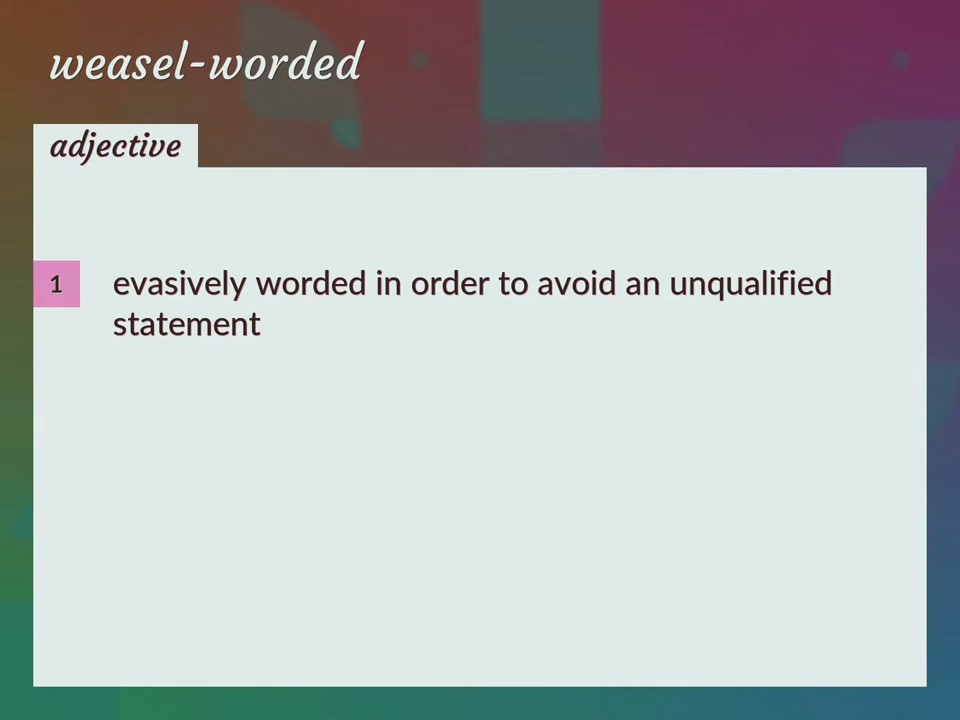 weasel-worded
adjective
1 evasively worded in order to avoid an unqualified
statement